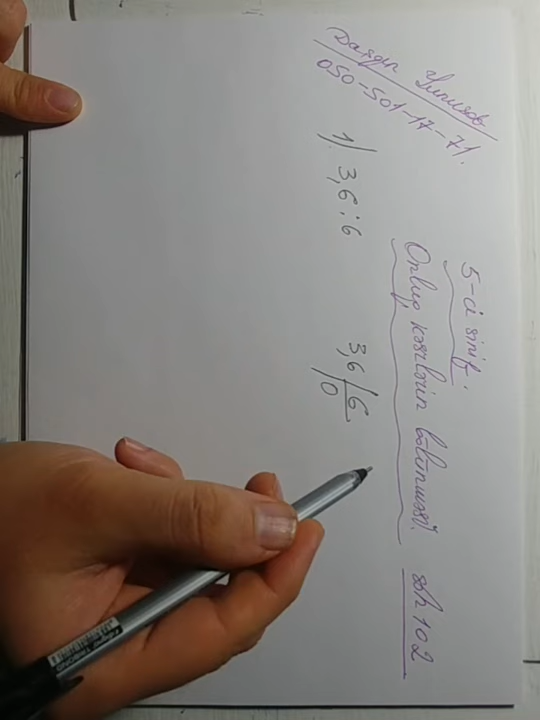 5-ci sinif.
Daşqın Yunusov
050-501-17-71.
Onluq kəsrlərin bölünməsi. səh 102
1) 3,6:6
3,6 6
0